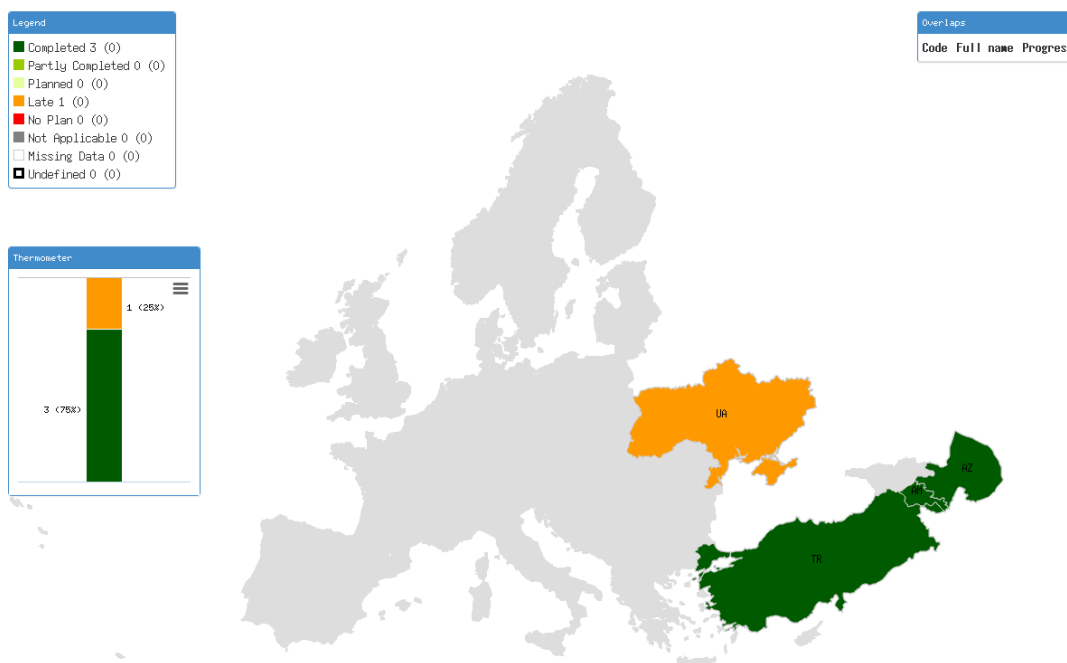 Legend
Completed 3 (0)
Partly Completed 0 (0)
Planned 0 (0)
Late 1 (0)
No Plan 0 (0)
Not Applicable 0 (0)
Missing Data 0 (0)
Undefined 0 (0)
Overlaps
Code Full name Progres
Thermometer
1 (25%)
3 (75%)
UA
AZ
AM
TR